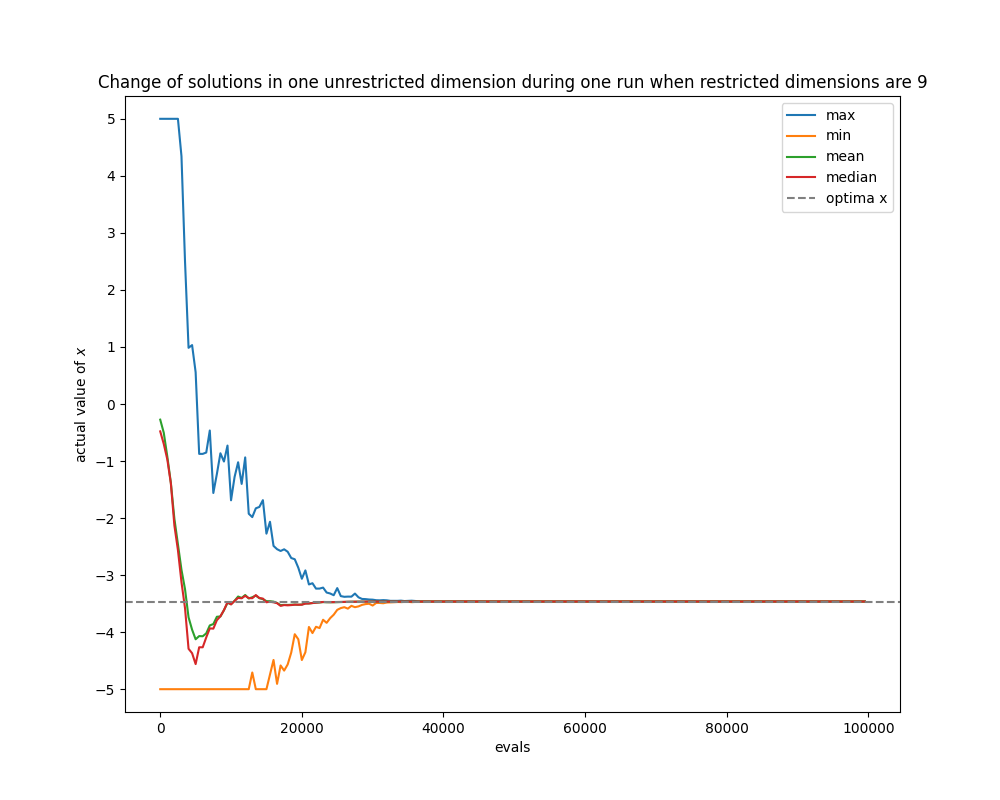 Change of solutions in one unrestricted dimension during one run when restricted dimensions are 9
max
min
mean
median
optima x
actual value of x
5
4
3
2
1
0
−1
−2
−3
−4
−5
0 20000 40000 60000 80000 100000
evals